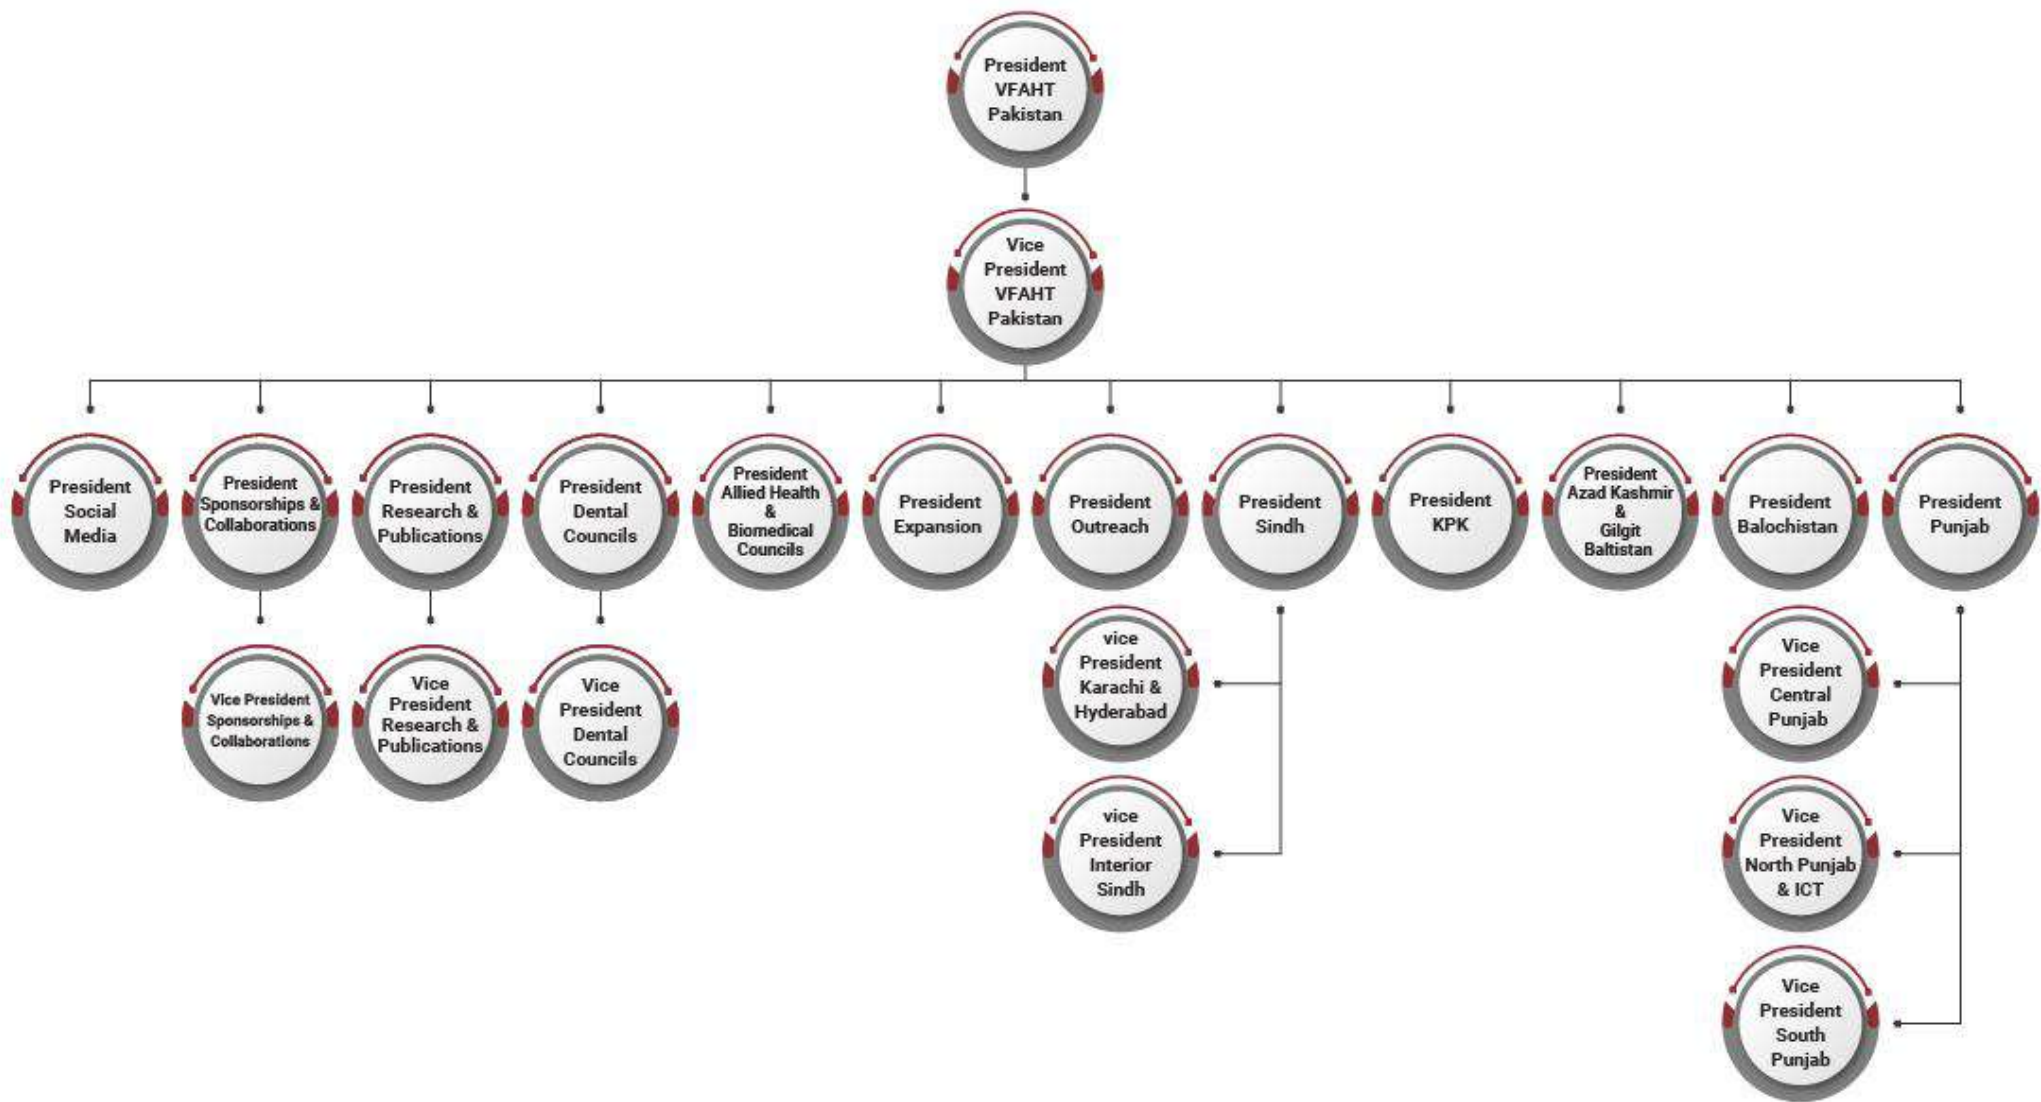 President
VFAHT
Pakistan
Vice
President
VFAHT
Pakistan
President
Social
Media
President
Sponsorships &
Collaborations
President
Research &
Publications
President
Dental
Councils
President
Allied Health
&
Biomedical
Councils
President
Expansion
President
Outreach
President
Sindh
President
KPK
President
Azad Kashmir
&
Gilgit
Baltistan
President
Balochistan
President
Punjab
Vice President
Sponsorships &
Collaborations
Vice
President
Research &
Publications
Vice
President
Dental
Councils
vice
President
Karachi &
Hyderabad
vice
President
Interior
Sindh
Vice
President
Central
Punjab
Vice
President
North Punjab
& ICT
Vice
President
South
Punjab